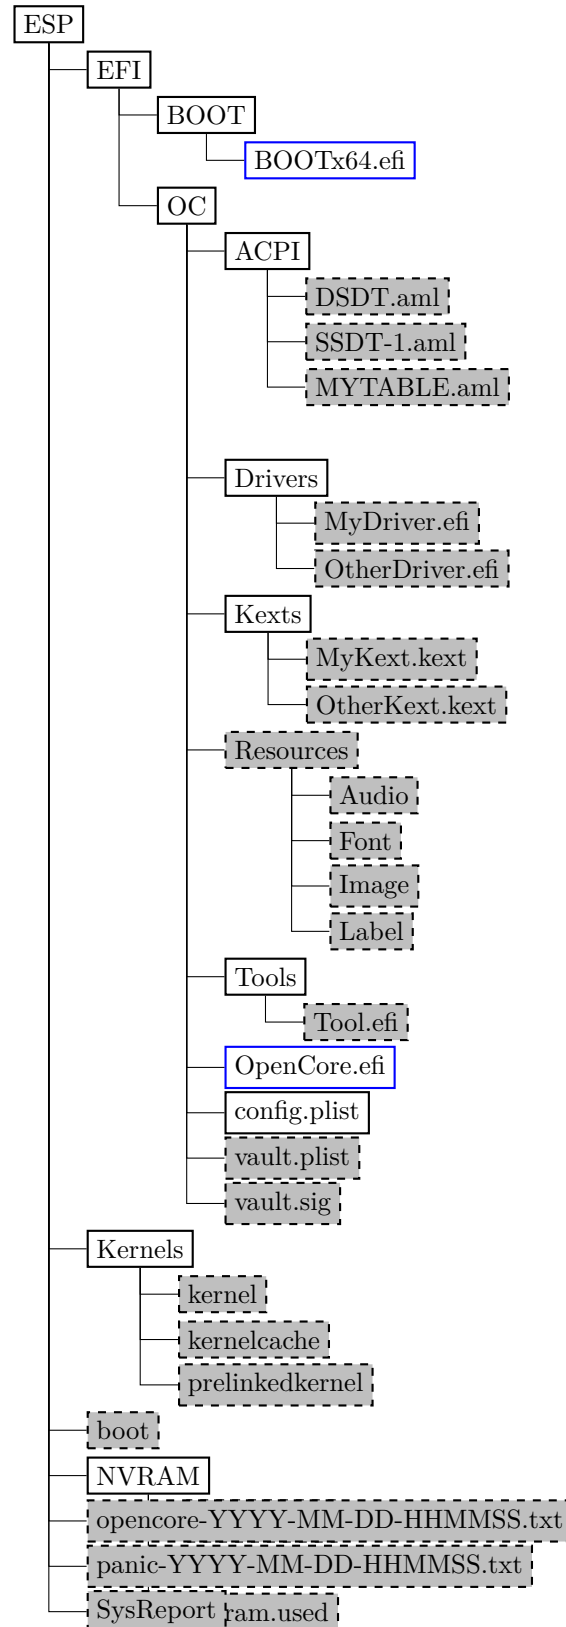 ESP
EFI
BOOT
BOOTx64.efi
OC
ACPI
DSDT.aml
SSDT-1.aml
MYTABLE.aml
Drivers
MyDriver.efi
OtherDriver.efi
Kexts
MyKext.kext
OtherKext.kext
Resources
Audio
Font
Image
Label
Tools
Tool.efi
OpenCore.efi
config.plist
vault.plist
vault.sig
Kernels
kernel
kernelcache
prelinkedkernel
boot
NVRAM
opencore-YYYY-MM-DD-HHMMSS.txt
panic-YYYY-MM-DD-HHMMSS.txt
SysReport ram.used